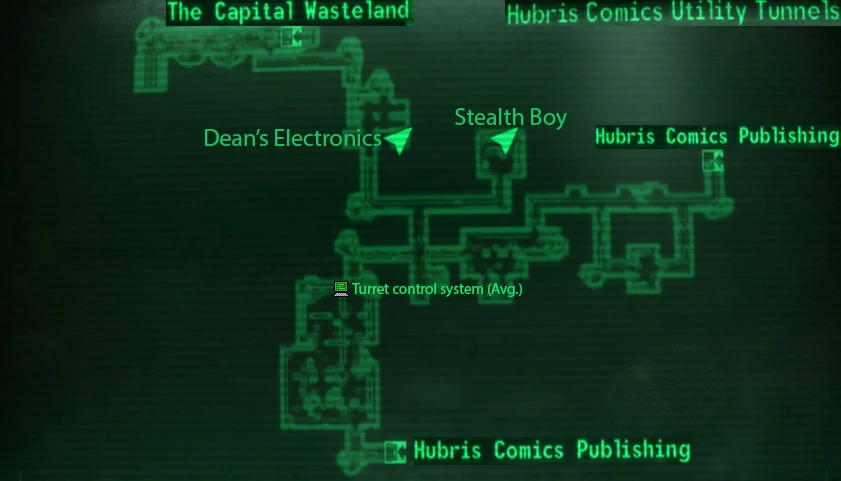 The Capital Wasteland
Hubris Comics Utility Tunnels
Stealth Boy
Dean's Electronics
Hubris Comics Publishing
Turret control system (Avg.)
Hubris Comics Publishing